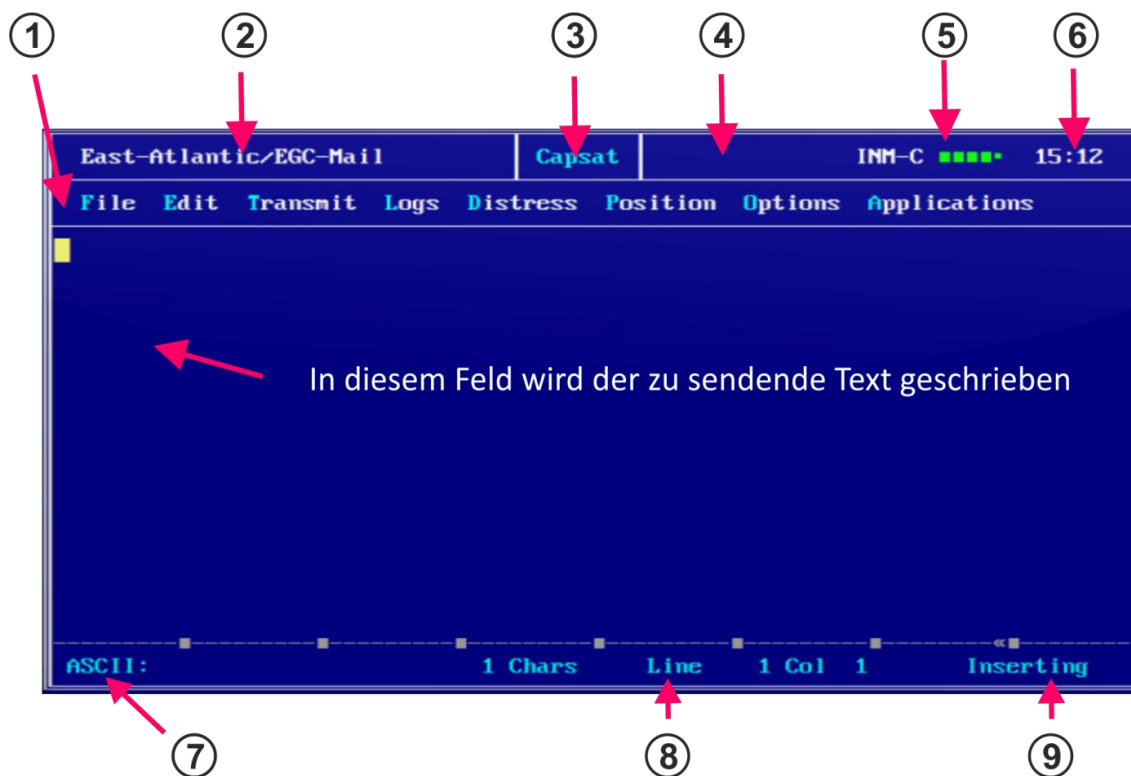 1 2 3 4 5 6
East-Atlantic/EGC-Mail Capsat INM-C 15:12
File Edit Transmit Logs Distress Position Options Applications
In diesem Feld wird der zu sendende Text geschrieben
«
ASCII: 1 Chars Line 1 Col 1 Inserting
7 8 9